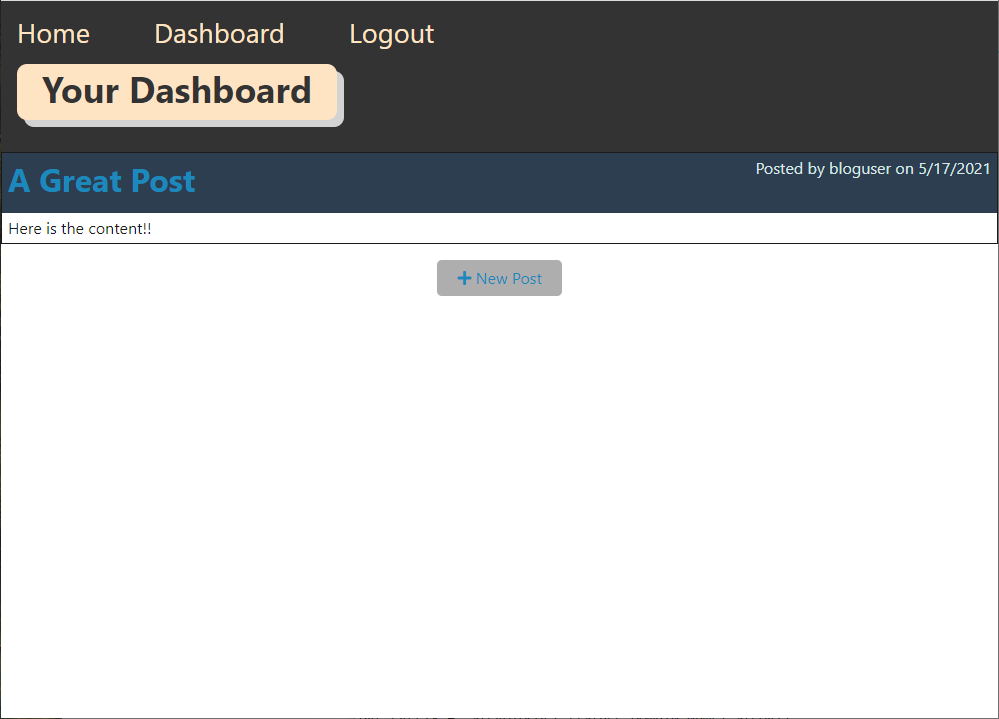 Home Dashboard Logout
Your Dashboard
A Great Post
Posted by bloguser on 5/17/2021
Here is the content!!
New Post